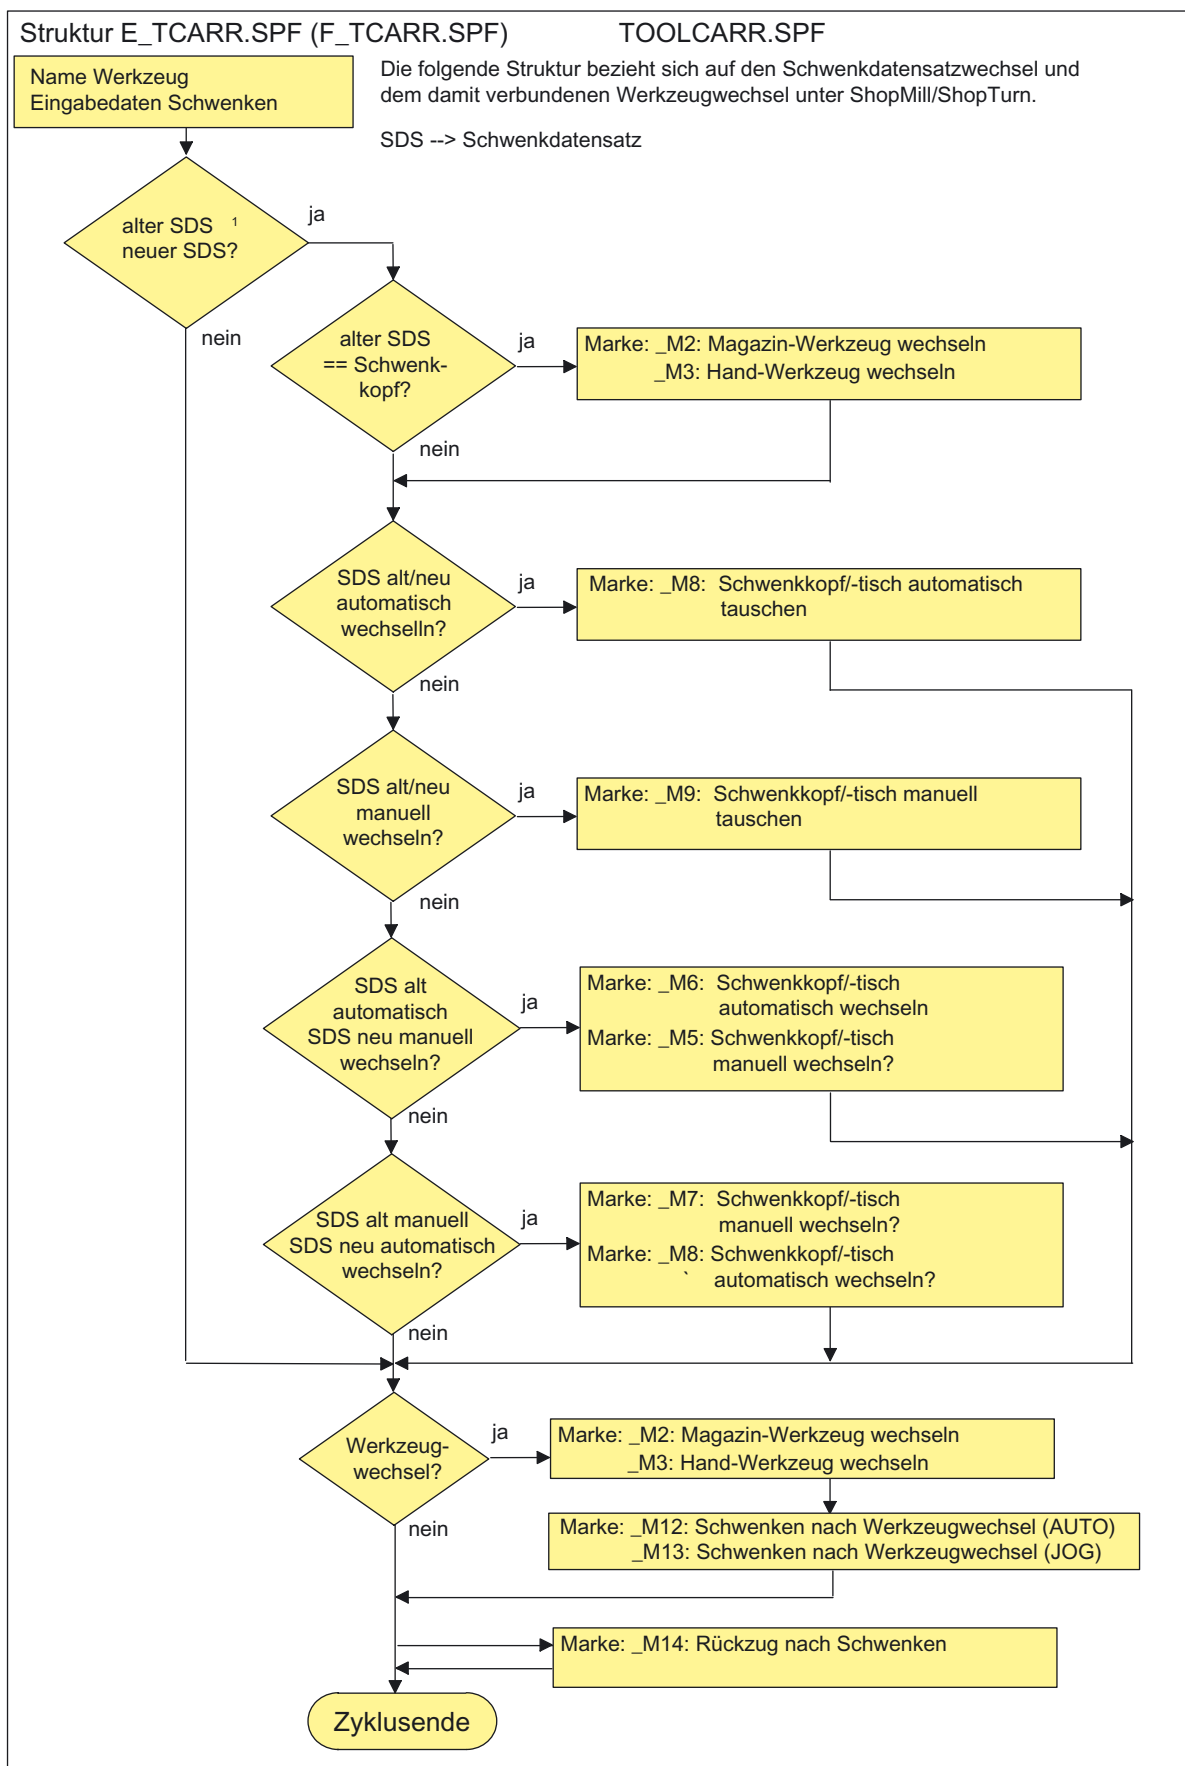 Struktur E_TCARR.SPF (F_TCARR.SPF) TOOLCARR.SPF
Name Werkzeug
Eingabedaten Schwenken
Die folgende Struktur bezieht sich auf den Schwenkdatensatzwechsel und
dem damit verbundenen Werkzeugwechsel unter ShopMill/ShopTurn.
SDS --> Schwenkdatensatz
alter SDS ¹
neuer SDS?
ja
nein
alter SDS
== Schwenk-
kopf?
ja
Marke: _M2: Magazin-Werkzeug wechseln
_M3: Hand-Werkzeug wechseln
nein
SDS alt/neu
automatisch
wechselln?
ja
Marke: _M8: Schwenkkopf/-tisch automatisch
tauschen
nein
SDS alt/neu
manuell
wechseln?
ja
Marke: _M9: Schwenkkopf/-tisch manuell
tauschen
nein
SDS alt
automatisch
SDS neu manuell
wechseln?
ja
Marke: _M6: Schwenkkopf/-tisch
automatisch wechseln
Marke: _M5: Schwenkkopf/-tisch
manuell wechseln?
nein
SDS alt manuell
SDS neu automatisch
wechseln?
ja
Marke: _M7: Schwenkkopf/-tisch
manuell wechseln?
Marke: _M8: Schwenkkopf/-tisch
` automatisch wechseln?
nein
Werkzeug-
wechsel?
ja
Marke: _M2: Magazin-Werkzeug wechseln
_M3: Hand-Werkzeug wechseln
nein
Marke: _M12: Schwenken nach Werkzeugwechsel (AUTO)
_M13: Schwenken nach Werkzeugwechsel (JOG)
Marke: _M14: Rückzug nach Schwenken
Zyklusende